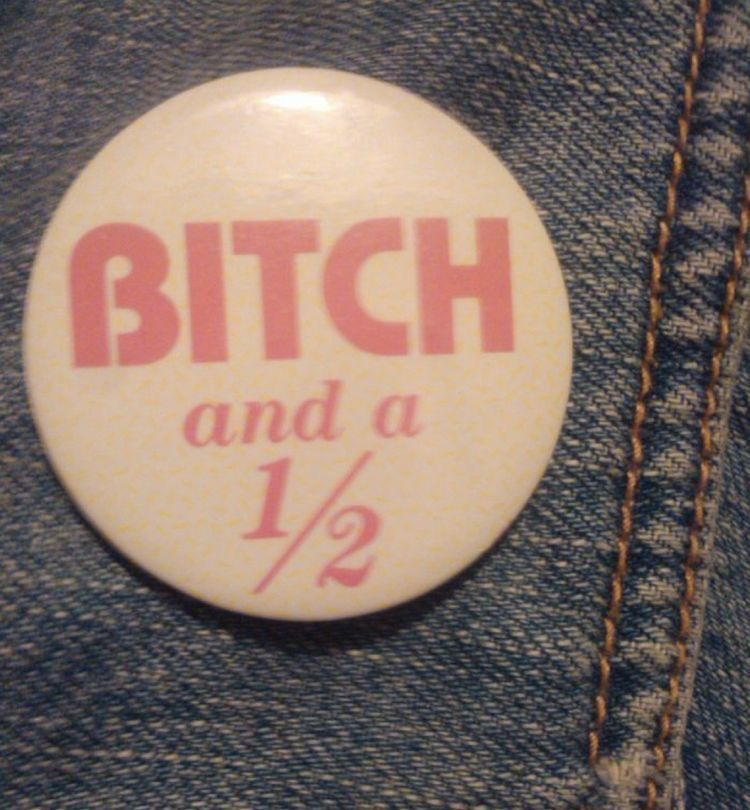 BITCH
and a
1/2